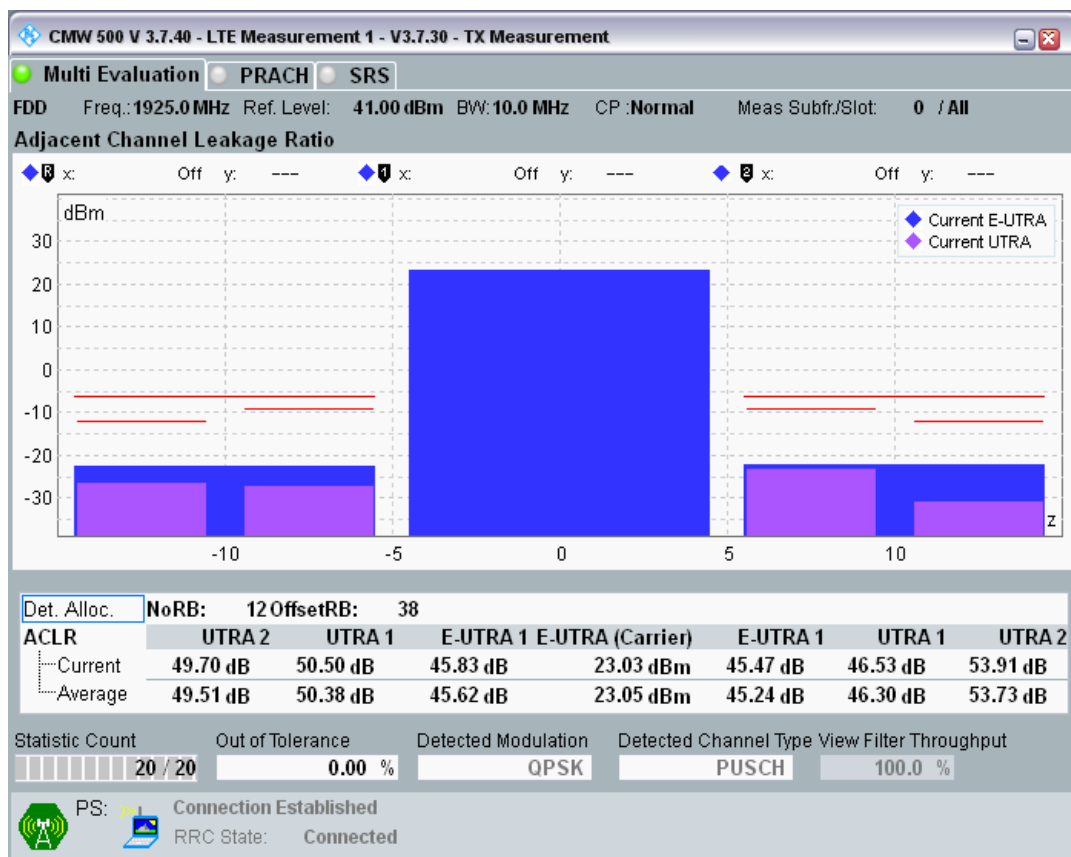 CMW 500 V 3.7.40 - LTE Measurement 1 - V3.7.30 - TX Measurement
Multi Evaluation PRACH SRS
FDD Freq.: 1925.0 MHz Ref. Level: 41.00 dBm BW: 10.0 MHz CP :Normal Meas Subfr./Slot: 0 / All
Adjacent Channel Leakage Ratio
R x: Off y: --- 1 x: Off y: --- 2 x: Off y: ---
dBm
Current E-UTRA
Current UTRA
30
20
10
0
-10
-20
-30
z
-10 -5 0 5 10
Det. Alloc. NoRB: 12 OffsetRB: 38
ACLR UTRA 2 UTRA 1 E-UTRA 1 E-UTRA (Carrier) E-UTRA 1 UTRA 1 UTRA 2
Current 49.70 dB 50.50 dB 45.83 dB 23.03 dBm 45.47 dB 46.53 dB 53.91 dB
Average 49.51 dB 50.38 dB 45.62 dB 23.05 dBm 45.24 dB 46.30 dB 53.73 dB
Statistic Count Out of Tolerance Detected Modulation Detected Channel Type View Filter Throughput
20 / 20 0.00 % QPSK PUSCH 100.0 %
PS: Connection Established
RRC State: Connected